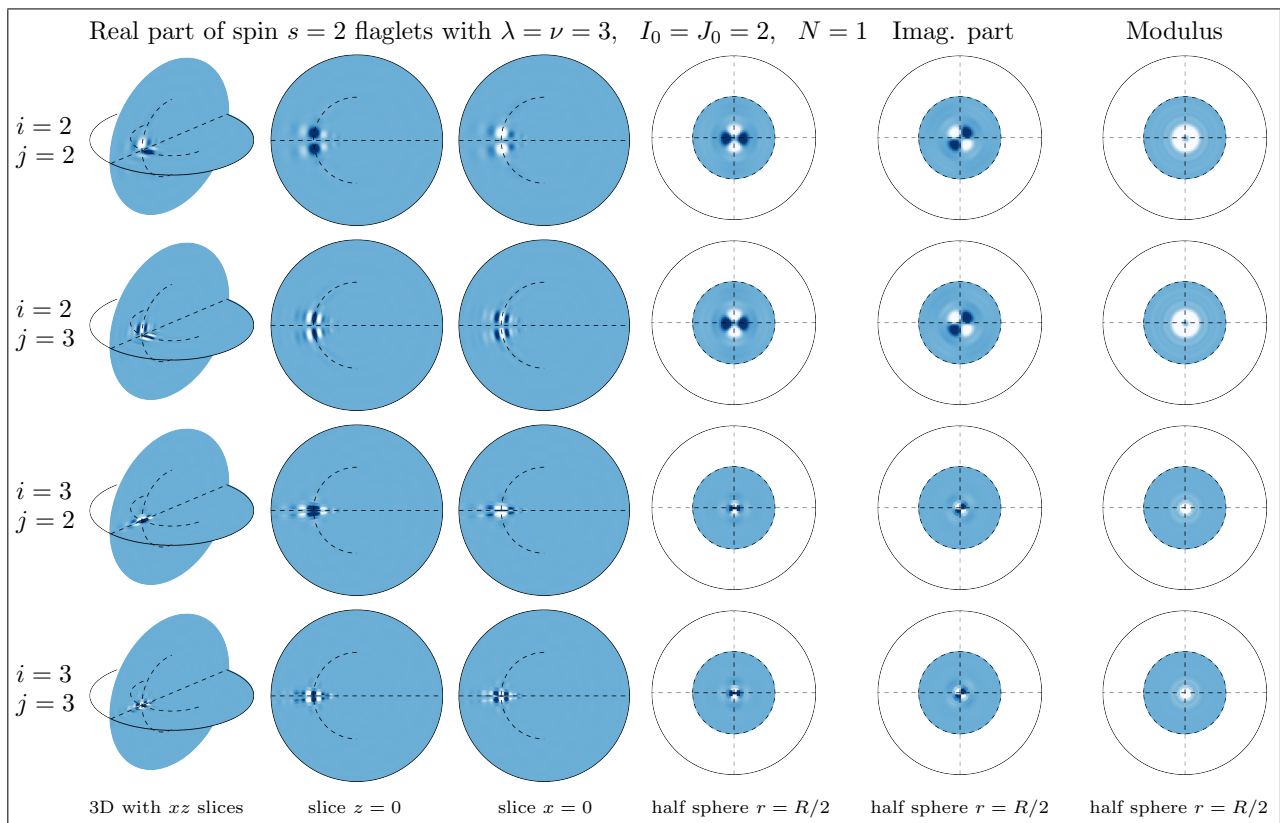 Real part of spin s = 2 flaglets with λ = ν = 3, I₀ = J₀ = 2, N = 1 Imag. part Modulus
i = 2
j = 2
i = 2
j = 3
i = 3
j = 2
i = 3
j = 3
3D with xz slices slice z = 0 slice x = 0 half sphere r = R/2 half sphere r = R/2 half sphere r = R/2